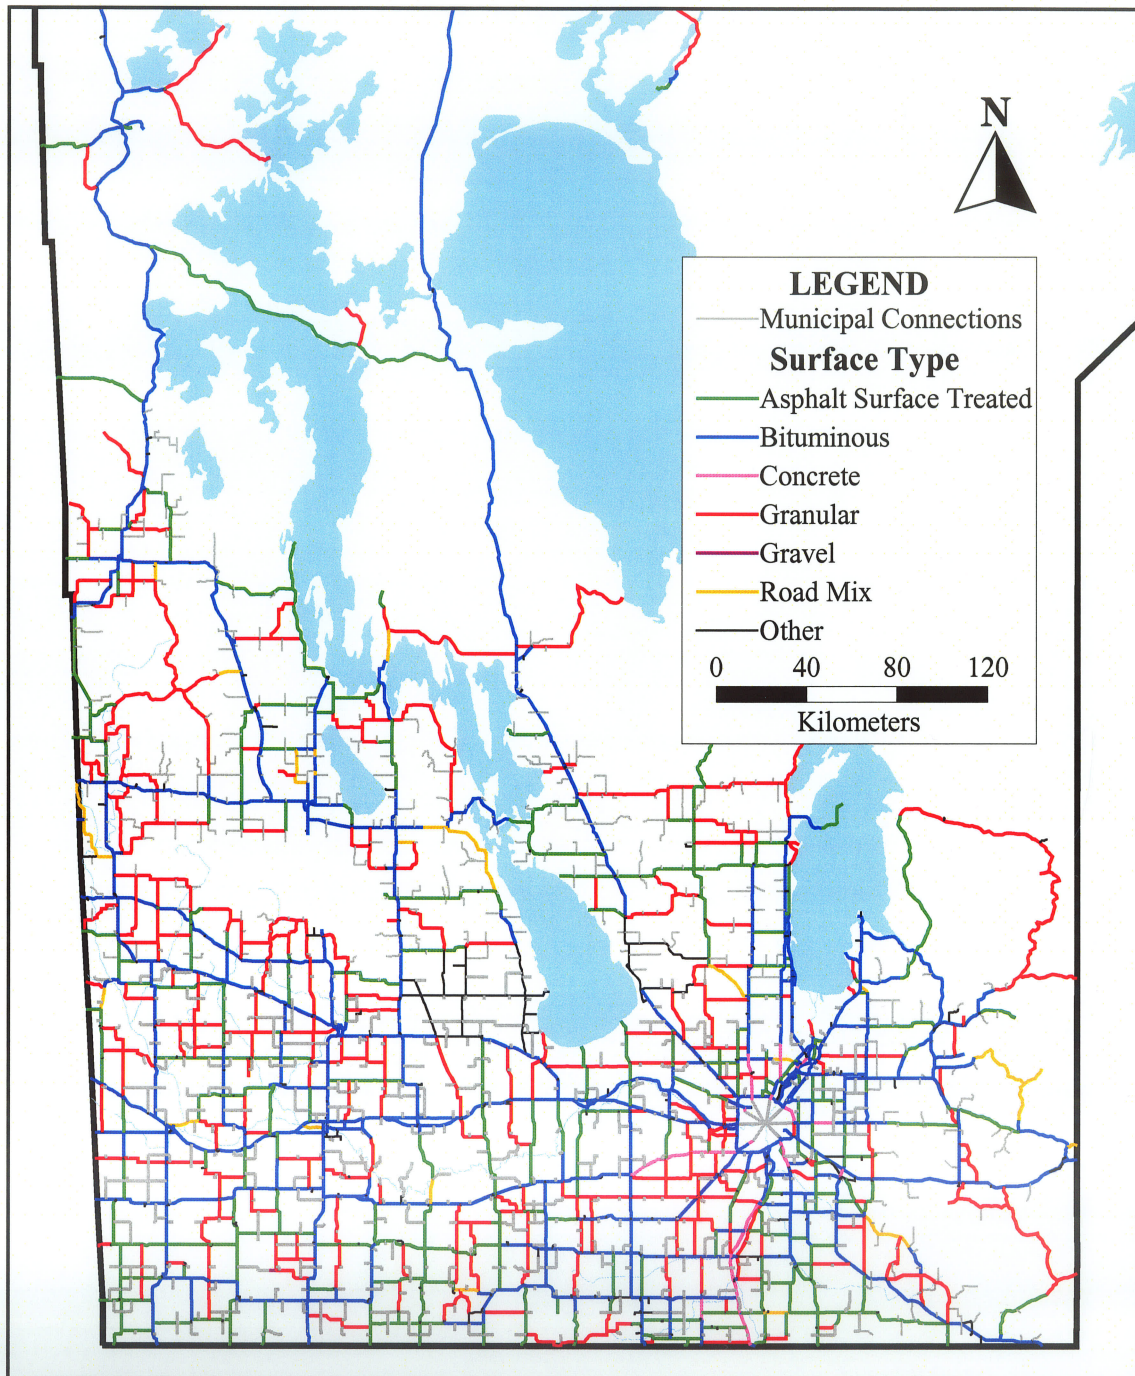 N
LEGEND
Municipal Connections
Surface Type
Asphalt Surface Treated
Bituminous
Concrete
Granular
Gravel
Road Mix
Other
0 40 80 120
Kilometers